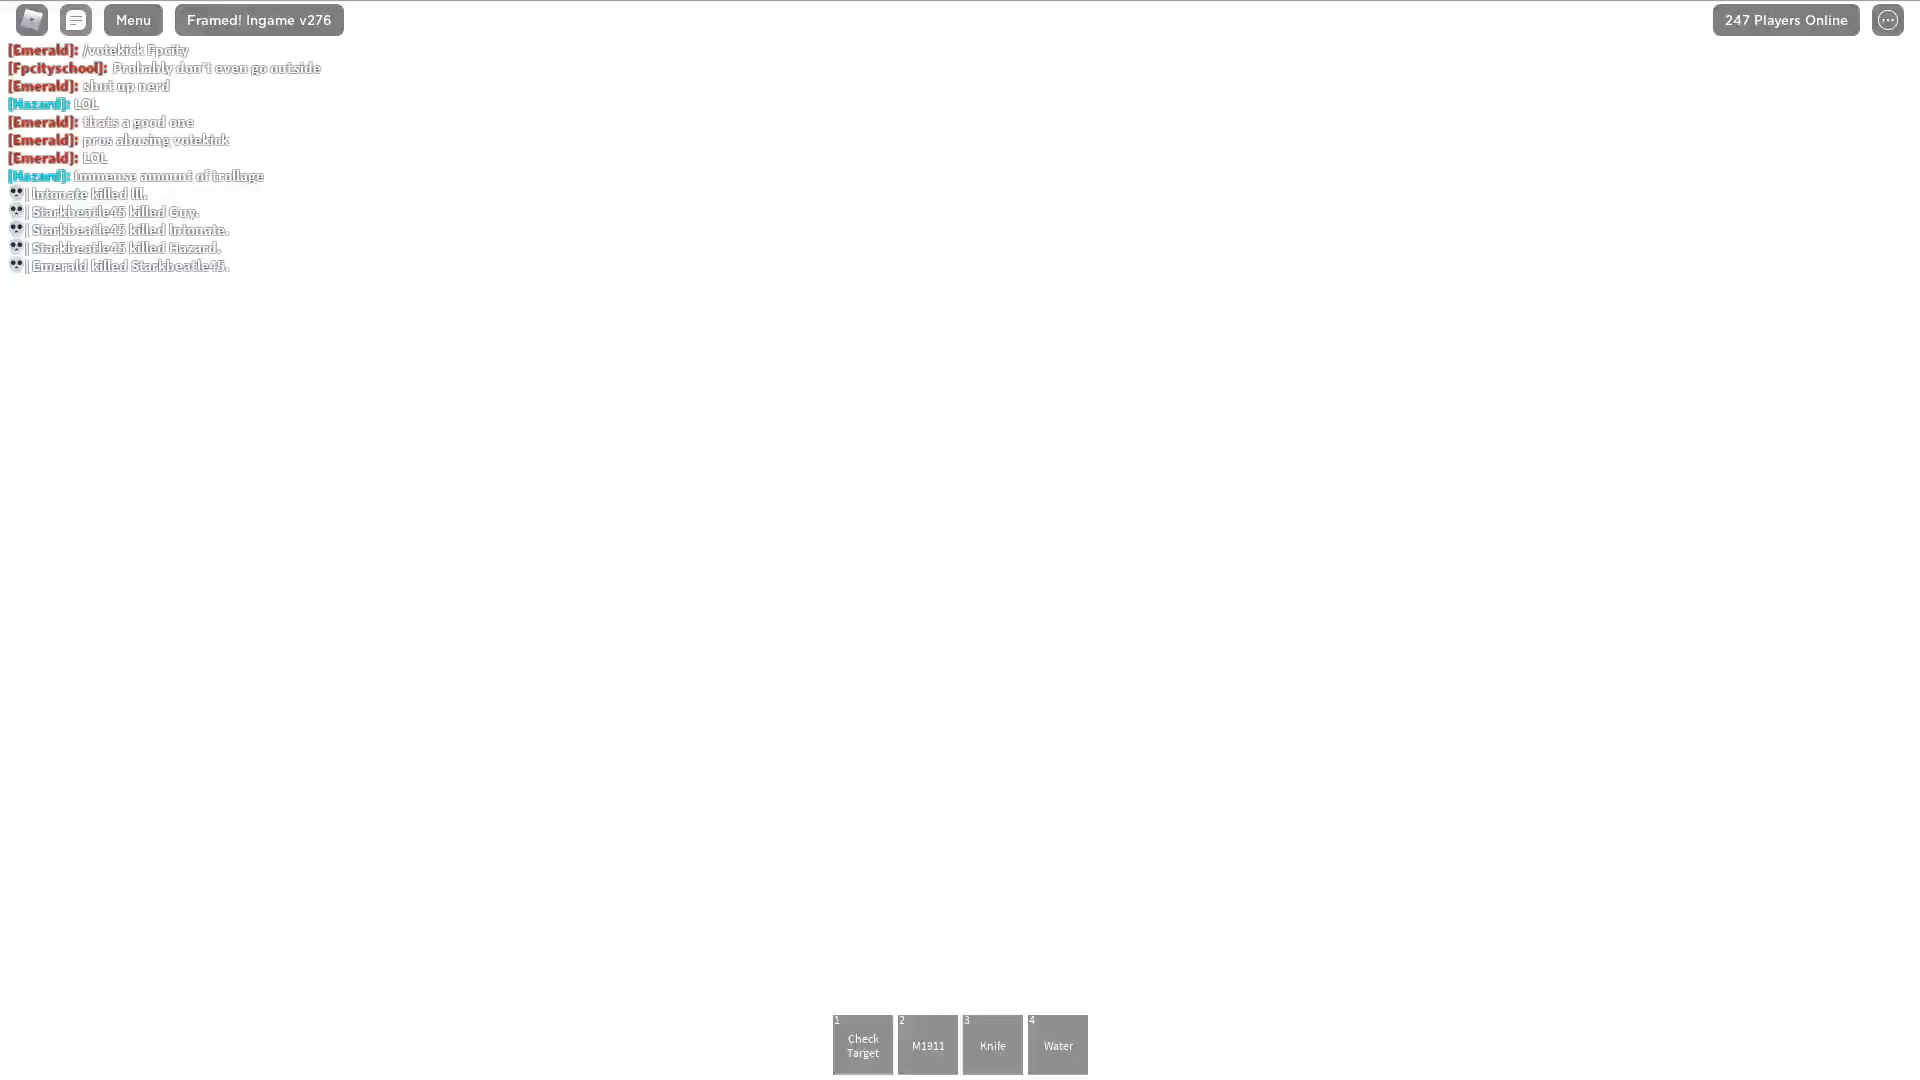 Menu
Framed! Ingame v276
247 Players Online
[Emerald]: /votekick Fpcity
[Fpcityschool]: Probably don't even go outside
[Emerald]: shut up nerd
[Hazard]: LOL
[Emerald]: thats a good one
[Emerald]: pros abusing votekick
[Emerald]: LOL
[Hazard]: Immense amount of trollage
| Intonate killed lll.
| Starkbeatle45 killed Guy.
| Starkbeatle45 killed Intonate.
| Starkbeatle45 killed Hazard.
| Emerald killed Starkbeatle45.
1
Check
Target
2
M1911
3
Knife
4
Water